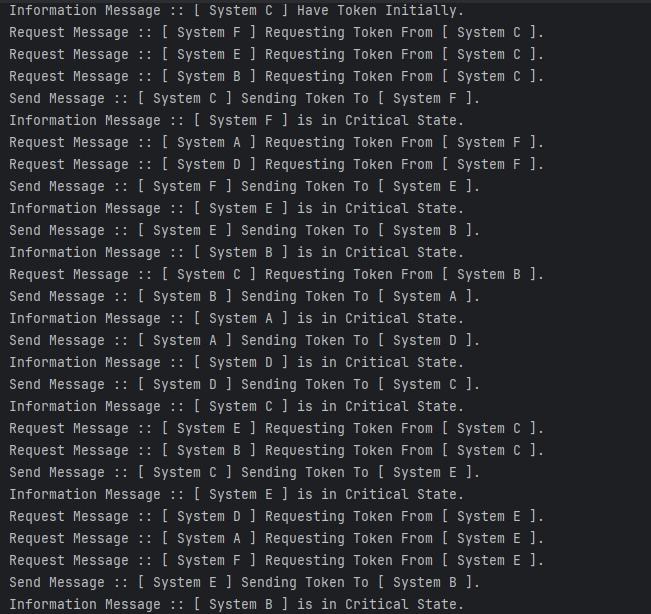 Information Message :: [ System C ] Have Token Initially.
Request Message :: [ System F ] Requesting Token From [ System C ].
Request Message :: [ System E ] Requesting Token From [ System C ].
Request Message :: [ System B ] Requesting Token From [ System C ].
Send Message :: [ System C ] Sending Token To [ System F ].
Information Message :: [ System F ] is in Critical State.
Request Message :: [ System A ] Requesting Token From [ System F ].
Request Message :: [ System D ] Requesting Token From [ System F ].
Send Message :: [ System F ] Sending Token To [ System E ].
Information Message :: [ System E ] is in Critical State.
Send Message :: [ System E ] Sending Token To [ System B ].
Information Message :: [ System B ] is in Critical State.
Request Message :: [ System C ] Requesting Token From [ System B ].
Send Message :: [ System B ] Sending Token To [ System A ].
Information Message :: [ System A ] is in Critical State.
Send Message :: [ System A ] Sending Token To [ System D ].
Information Message :: [ System D ] is in Critical State.
Send Message :: [ System D ] Sending Token To [ System C ].
Information Message :: [ System C ] is in Critical State.
Request Message :: [ System E ] Requesting Token From [ System C ].
Request Message :: [ System B ] Requesting Token From [ System C ].
Send Message :: [ System C ] Sending Token To [ System E ].
Information Message :: [ System E ] is in Critical State.
Request Message :: [ System D ] Requesting Token From [ System E ].
Request Message :: [ System A ] Requesting Token From [ System E ].
Request Message :: [ System F ] Requesting Token From [ System E ].
Send Message :: [ System E ] Sending Token To [ System B ].
Information Message :: [ System B ] is in Critical State.